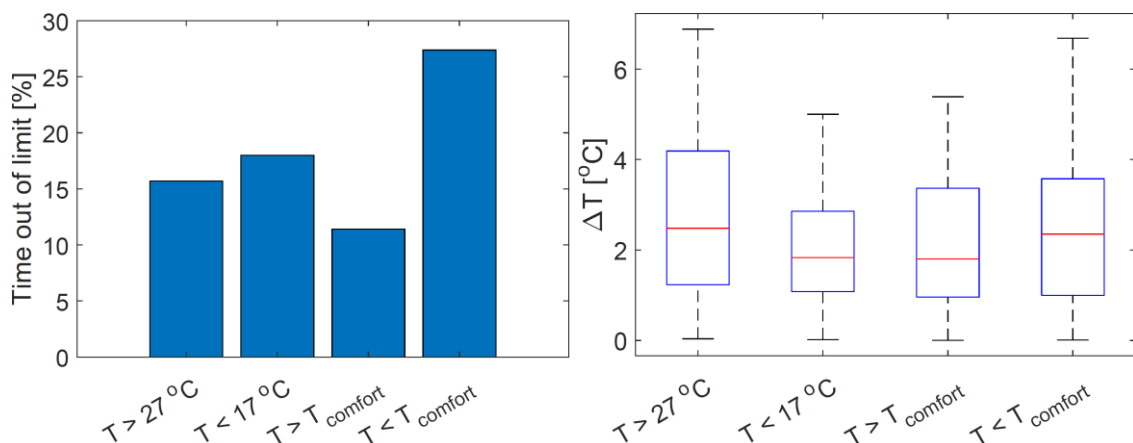 Time out of limit [%]
30
25
20
15
10
5
0
T > 27 °C
T < 17 °C
T > T comfort
T < T comfort
ΔT [°C]
6
4
2
0
T > 27 °C
T < 17 °C
T > T comfort
T < T comfort